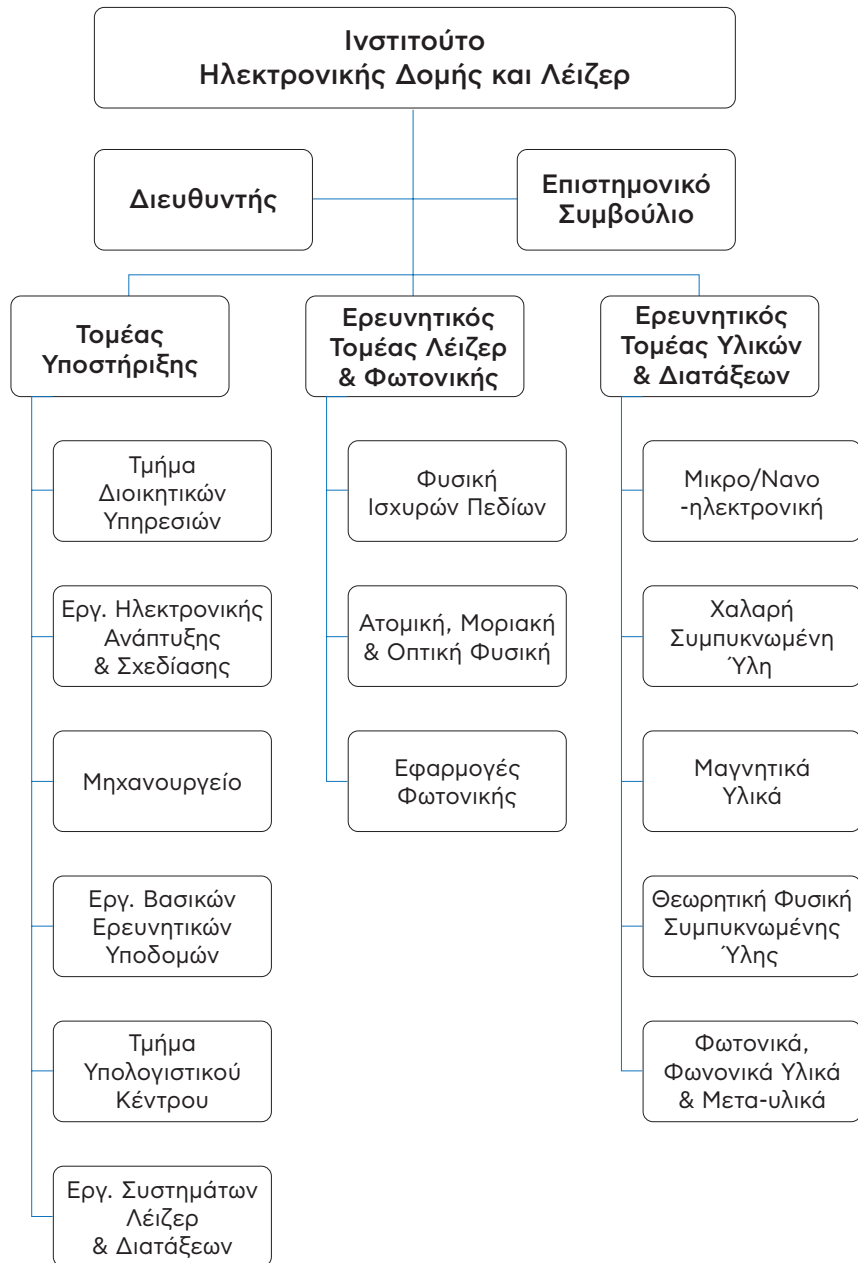 Ινστιτούτο
Ηλεκτρονικής Δομής και Λέιζερ
Διευθυντής
Επιστημονικό
Συμβούλιο
Τομέας
Υποστήριξης
Ερευνητικός
Τομέας Λέιζερ
& Φωτονικής
Ερευνητικός
Τομέας Υλικών
& Διατάξεων
Τμήμα
Διοικητικών
Υπηρεσιών
Εργ. Ηλεκτρονικής
Ανάπτυξης
& Σχεδίασης
Μηχανουργείο
Εργ. Βασικών
Ερευνητικών
Υποδομών
Τμήμα
Υπολογιστικού
Κέντρου
Εργ. Συστημάτων
Λέιζερ
& Διατάξεων
Φυσική
Ισχυρών Πεδίων
Ατομική, Μοριακή
& Οπτική Φυσική
Εφαρμογές
Φωτονικής
Μικρο/Νανο
-ηλεκτρονική
Χαλαρή
Συμπυκνωμένη
Ύλη
Μαγνητικά
Υλικά
Θεωρητική Φυσική
Συμπυκνωμένης
Ύλης
Φωτονικά,
Φωνονικά Υλικά
& Μετα-υλικά